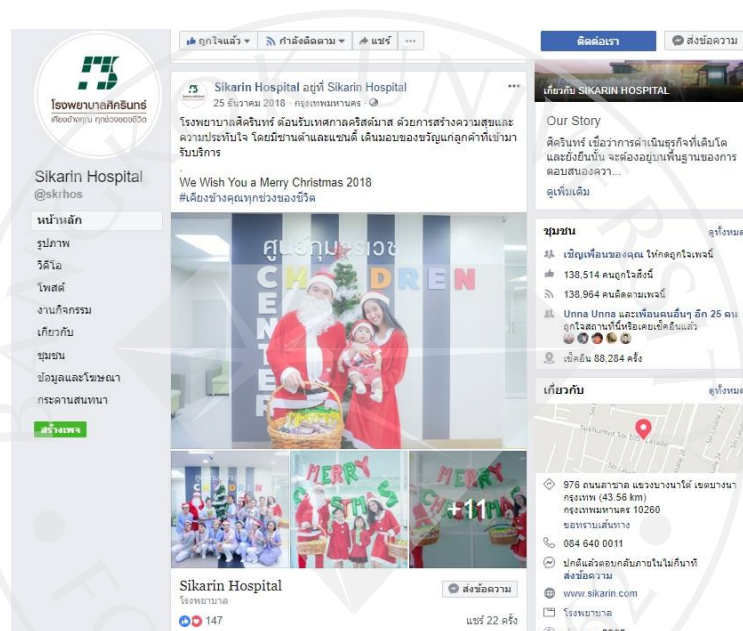 โรงพยาบาลศิครินทร์
เคียงข้างคุณ ทุกช่วงของชีวิต
Sikarin Hospital
@skrhos
หน้าหลัก
รูปภาพ
วิดีโอ
โพสต์
งานกิจกรรม
เกี่ยวกับ
ชุมชน
ข้อมูลและโฆษณา
กระดานสนทนา
สร้างเพจ
ถูกใจแล้ว
กำลังติดตาม
แชร์
Sikarin Hospital อยู่ที่ Sikarin Hospital
25 ธันวาคม 2018 · กรุงเทพมหานคร ·
โรงพยาบาลศิครินทร์ ต้อนรับเทศกาลคริสต์มาส ด้วยการสร้างความสุขและ
ความประทับใจ โดยมีซานต้าและแซนตี้ เดินมอบของขวัญแก่ลูกค้าที่เข้ามา
รับบริการ
.
We Wish You a Merry Christmas 2018
#เคียงข้างคุณทุกช่วงของชีวิต
ศูนย์กุมารเวช
CHILDREN
CENTER
MERRY
CHRISTMAS
+11
Sikarin Hospital
โรงพยาบาล
ส่งข้อความ
147
แชร์ 22 ครั้ง
ติดต่อเรา
ส่งข้อความ
เกี่ยวกับ SIKARIN HOSPITAL
Our Story
ศิครินทร์ เชื่อว่าการดำเนินธุรกิจที่เติบโต
และยั่งยืนนั้น จะต้องอยู่บนพื้นฐานของการ
ตอบสนองควา...
ดูเพิ่มเติม
ชุมชน
ดูทั้งหมด
เชิญเพื่อนของคุณ ให้กดถูกใจเพจนี้
138,514 คนถูกใจสิ่งนี้
138,964 คนติดตามเพจนี้
Unna Unna และเพื่อนคนอื่นๆ อีก 25 คน
ถูกใจสถานที่นี้หรือเคยเช็คอินแล้ว
เช็คอิน 88,284 ครั้ง
เกี่ยวกับ
ดูทั้งหมด
976 ถนนลาซาล แขวงบางนาใต้ เขตบางนา
กรุงเทพ (43.56 km)
กรุงเทพมหานคร 10260
ขอทราบเส้นทาง
084 640 0011
ปกติแล้วตอบกลับภายในไม่กี่นาที
ส่งข้อความ
www.sikarin.com
โรงพยาบาล